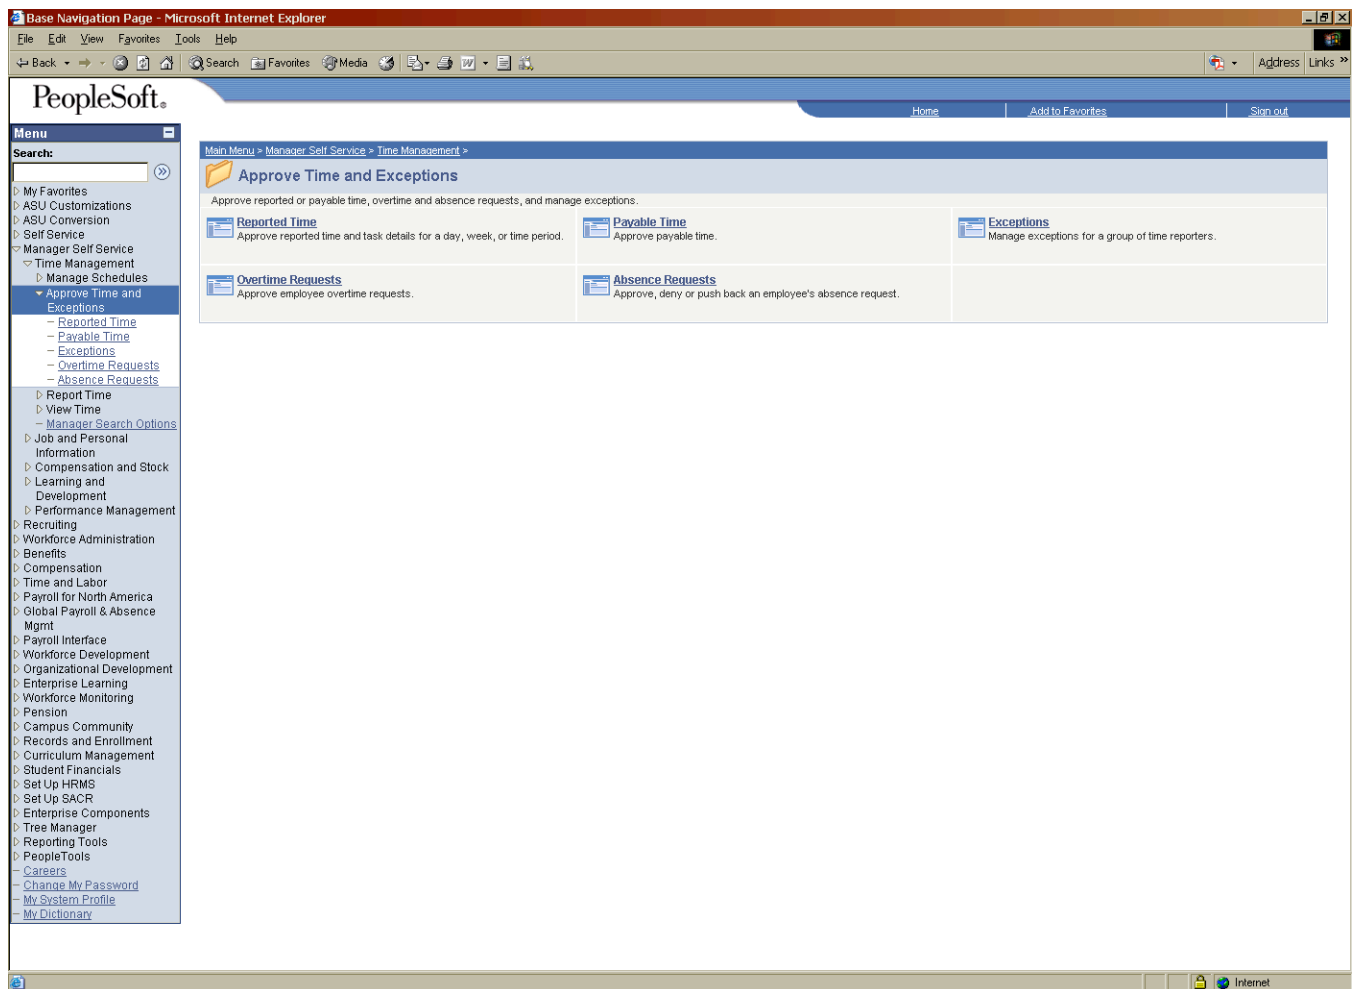 Base Navigation Page - Microsoft Internet Explorer
File Edit View Favorites Tools Help
Back Search Favorites Media Address Links »
PeopleSoft®
Home Add to Favorites Sign out
Menu
Search:
Main Menu > Manager Self Service > Time Management >
Approve Time and Exceptions
Approve reported or payable time, overtime and absence requests, and manage exceptions.
Reported Time
Approve reported time and task details for a day, week, or time period.
Payable Time
Approve payable time.
Exceptions
Manage exceptions for a group of time reporters.
Overtime Requests
Approve employee overtime requests.
Absence Requests
Approve, deny or push back an employee's absence request.
My Favorites
ASU Customizations
ASU Conversion
Self Service
Manager Self Service
Time Management
Manage Schedules
Approve Time and
Exceptions
Reported Time
Payable Time
Exceptions
Overtime Requests
Absence Requests
Report Time
View Time
Manager Search Options
Job and Personal
Information
Compensation and Stock
Learning and
Development
Performance Management
Recruiting
Workforce Administration
Benefits
Compensation
Time and Labor
Payroll for North America
Global Payroll & Absence
Mgmt
Payroll Interface
Workforce Development
Organizational Development
Enterprise Learning
Workforce Monitoring
Pension
Campus Community
Records and Enrollment
Curriculum Management
Student Financials
Set Up HRMS
Set Up SACR
Enterprise Components
Tree Manager
Reporting Tools
PeopleTools
Careers
Change My Password
My System Profile
My Dictionary
Internet